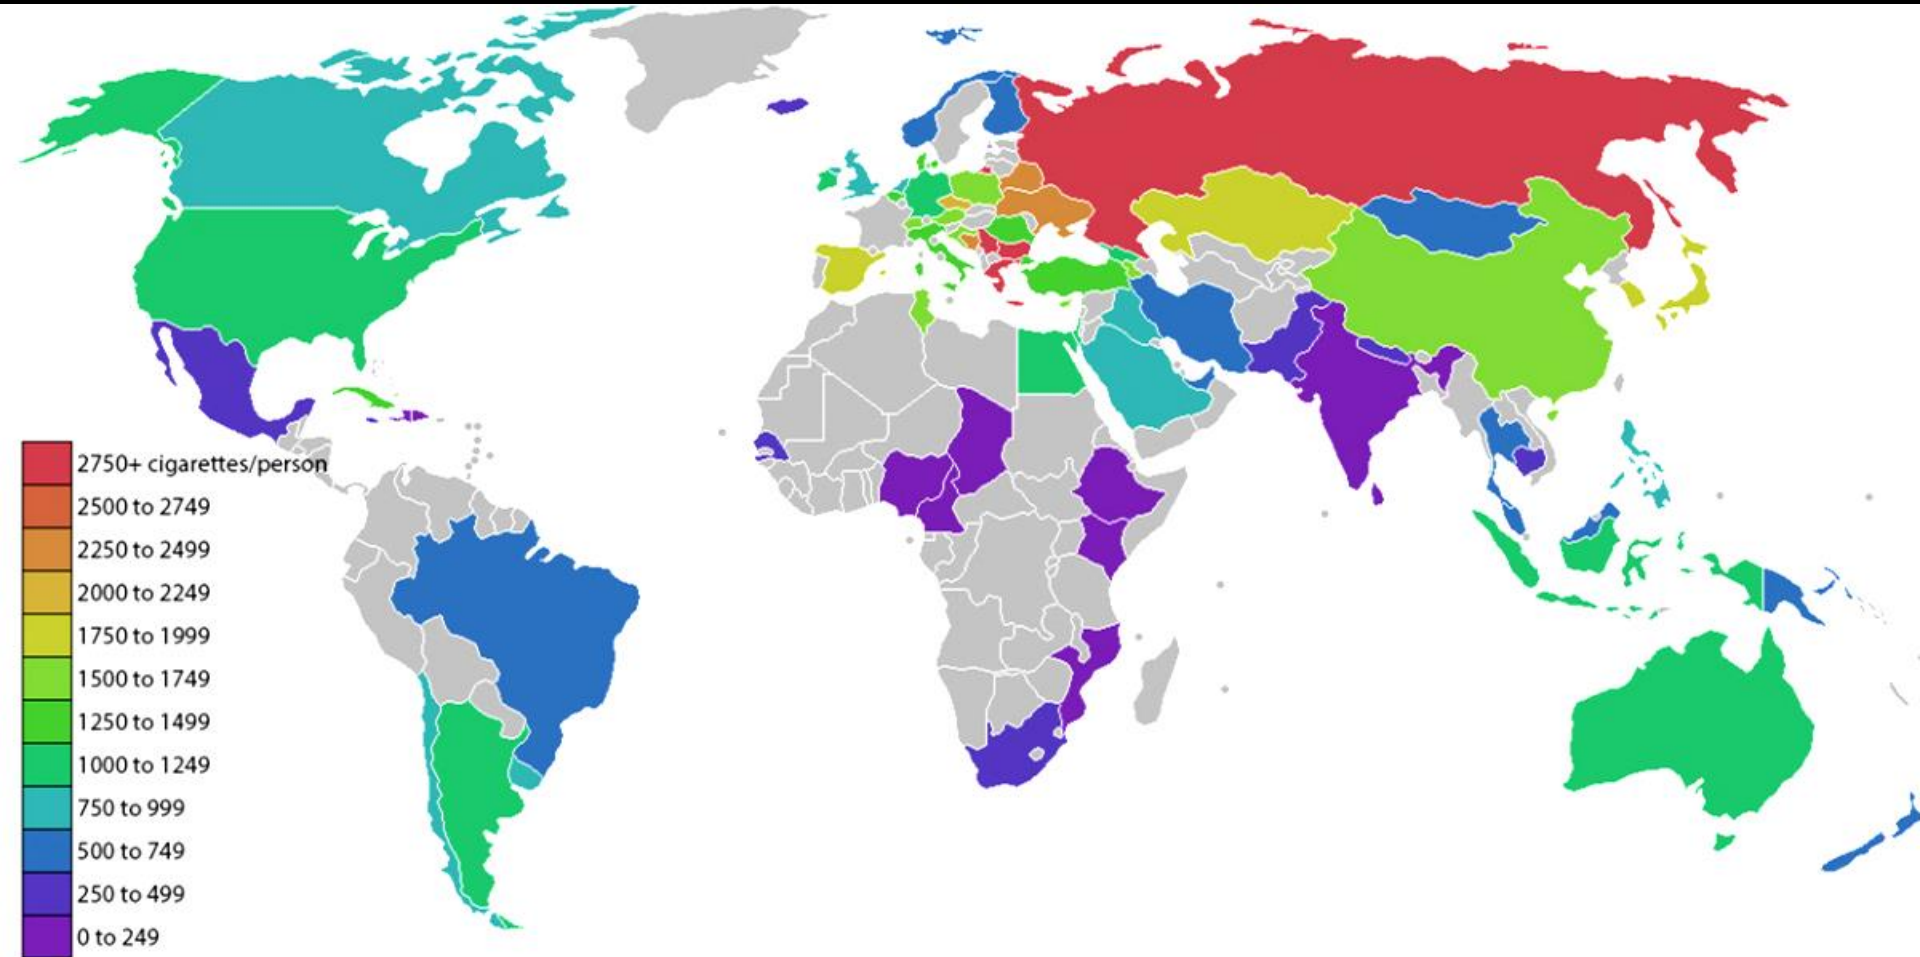 2750+ cigarettes/person
2500 to 2749
2250 to 2499
2000 to 2249
1750 to 1999
1500 to 1749
1250 to 1499
1000 to 1249
750 to 999
500 to 749
250 to 499
0 to 249